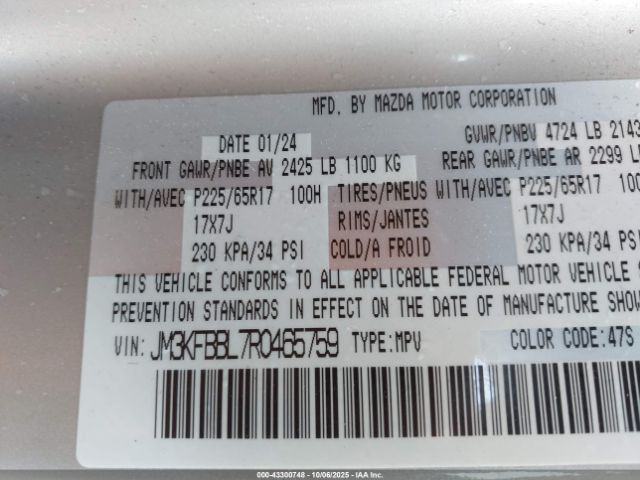 MFD. BY MAZDA MOTOR CORPORATION
DATE 01/24 GVWR/PNBV 4724 LB 2143
FRONT GAWR/PNBE AV 2425 LB 1100 KG REAR GAWR/PNBE AR 2299 L
WITH/AVEC P225/65R17 100H TIRES/PNEUS WITH/AVEC P225/65R17 100
17X7J RIMS/JANTES 17X7J
230 KPA/34 PSI COLD/A FROID 230 KPA/34 PSI
THIS VEHICLE CONFORMS TO ALL APPLICABLE FEDERAL MOTOR VEHICLE
PREVENTION STANDARDS IN EFFECT ON THE DATE OF MANUFACTURE SHOW
VIN: JM3KFBBL7R0465759 TYPE:MPV COLOR CODE:47S
000-43300748 - 10/06/2025 - IAA Inc.